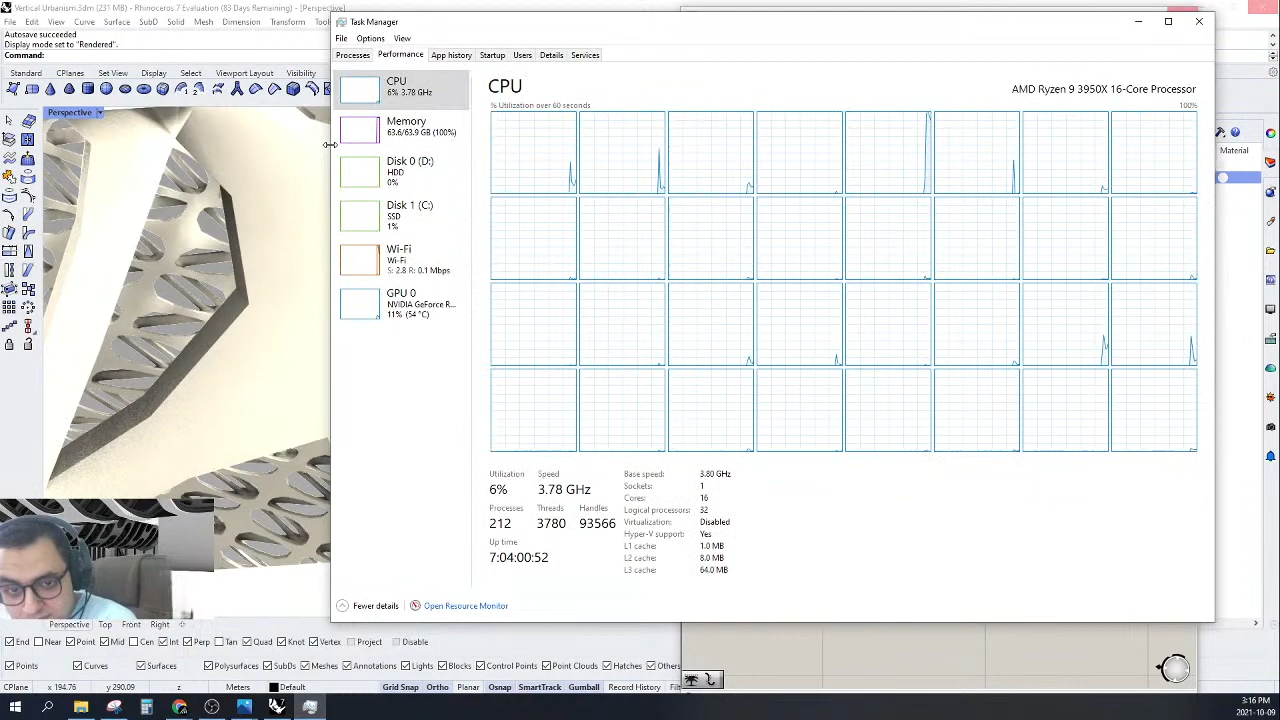 Vertical Urbanism.3dm (231 MB) - Rhinoceros 7 Evaluation (83 Days Remaining) - [Perspective]
File Edit View Curve Surface SubD Solid Mesh Dimension Transform
Autosave succeeded
Display mode set to "Rendered".
Command:
Standard CPlanes Set View Display Select Viewport Layout Visibility
Perspective
Task Manager
File Options View
Processes Performance App history Startup Users Details Services
CPU
6% 3.78 GHz
Memory
63.6/63.9 GB (100%)
Disk 0 (D:)
HDD
0%
Disk 1 (C:)
SSD
1%
Wi-Fi
Wi-Fi
S: 2.8 R: 0.1 Mbps
GPU 0
NVIDIA GeForce R...
11% (54 °C)
CPU AMD Ryzen 9 3950X 16-Core Processor
% Utilization over 60 seconds 100%
Utilization Speed
6% 3.78 GHz
Processes Threads Handles
212 3780 93566
Up time
7:04:00:52
Base speed: 3.80 GHz
Sockets: 1
Cores: 16
Logical processors: 32
Virtualization: Disabled
Hyper-V support: Yes
L1 cache: 1.0 MB
L2 cache: 8.0 MB
L3 cache: 64.0 MB
Fewer details Open Resource Monitor
Material
Perspective Top Front Right
End Near Point Mid Cen Int Perp Tan Quad Knot Vertex Project Disable
Points Curves Surfaces Polysurfaces SubDs Meshes Annotations Lights Blocks Control Points Point Clouds Hatches Others
CPlane x 194.76 y 290.09 z Meters Default Grid Snap Ortho Planar Osnap SmartTrack Gumball Record History
3:16 PM
2021-10-09